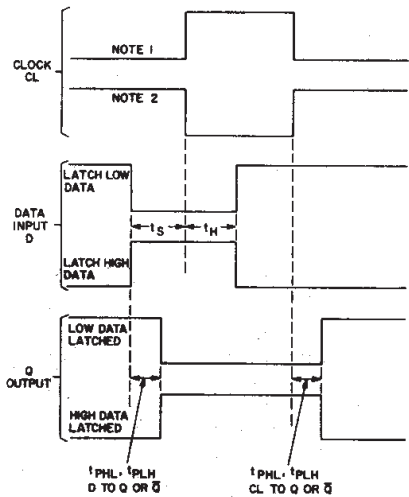 NOTE 1
CLOCK
CL
NOTE 2
LATCH LOW
DATA
DATA
INPUT
D
tS
tH
LATCH HIGH
DATA
LOW DATA
LATCHED
Q
OUTPUT
HIGH DATA
LATCHED
tPHL, tPLH
D TO Q OR Q̅
tPHL, tPLH
CL TO Q OR Q̅